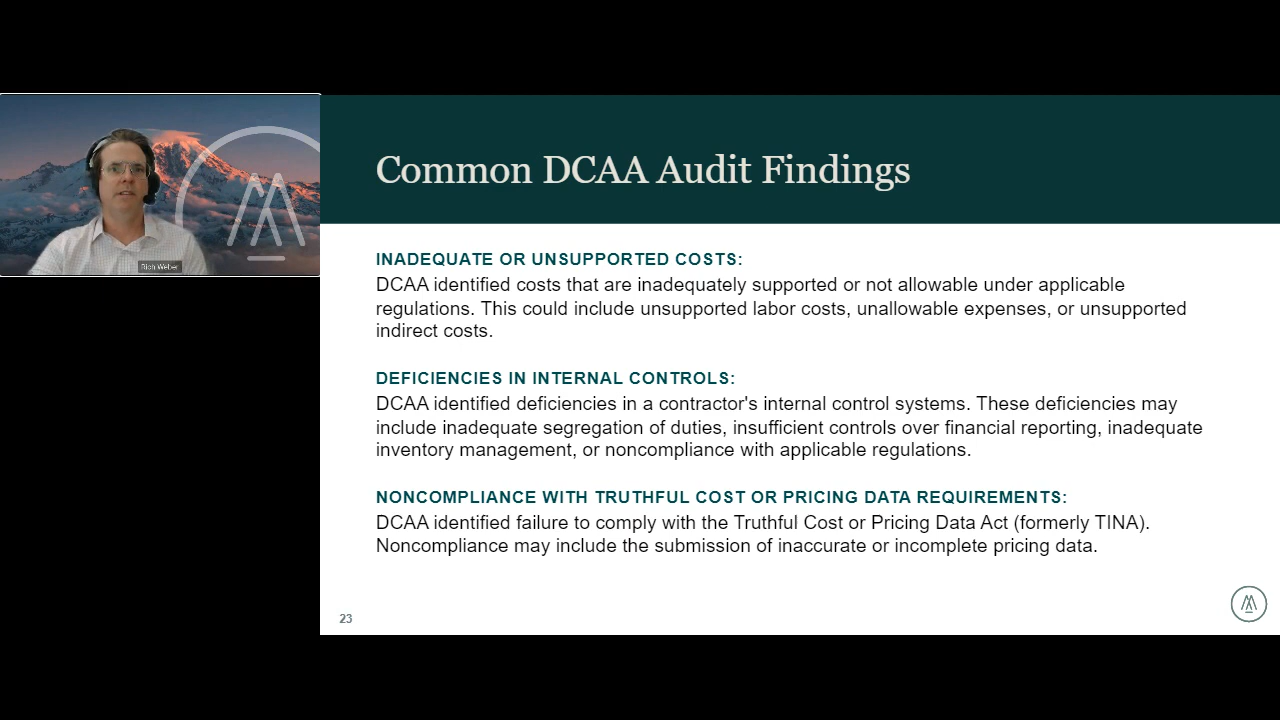 Rich Weber
Common DCAA Audit Findings
INADEQUATE OR UNSUPPORTED COSTS:
DCAA identified costs that are inadequately supported or not allowable under applicable
regulations. This could include unsupported labor costs, unallowable expenses, or unsupported
indirect costs.
DEFICIENCIES IN INTERNAL CONTROLS:
DCAA identified deficiencies in a contractor's internal control systems. These deficiencies may
include inadequate segregation of duties, insufficient controls over financial reporting, inadequate
inventory management, or noncompliance with applicable regulations.
NONCOMPLIANCE WITH TRUTHFUL COST OR PRICING DATA REQUIREMENTS:
DCAA identified failure to comply with the Truthful Cost or Pricing Data Act (formerly TINA).
Noncompliance may include the submission of inaccurate or incomplete pricing data.
23